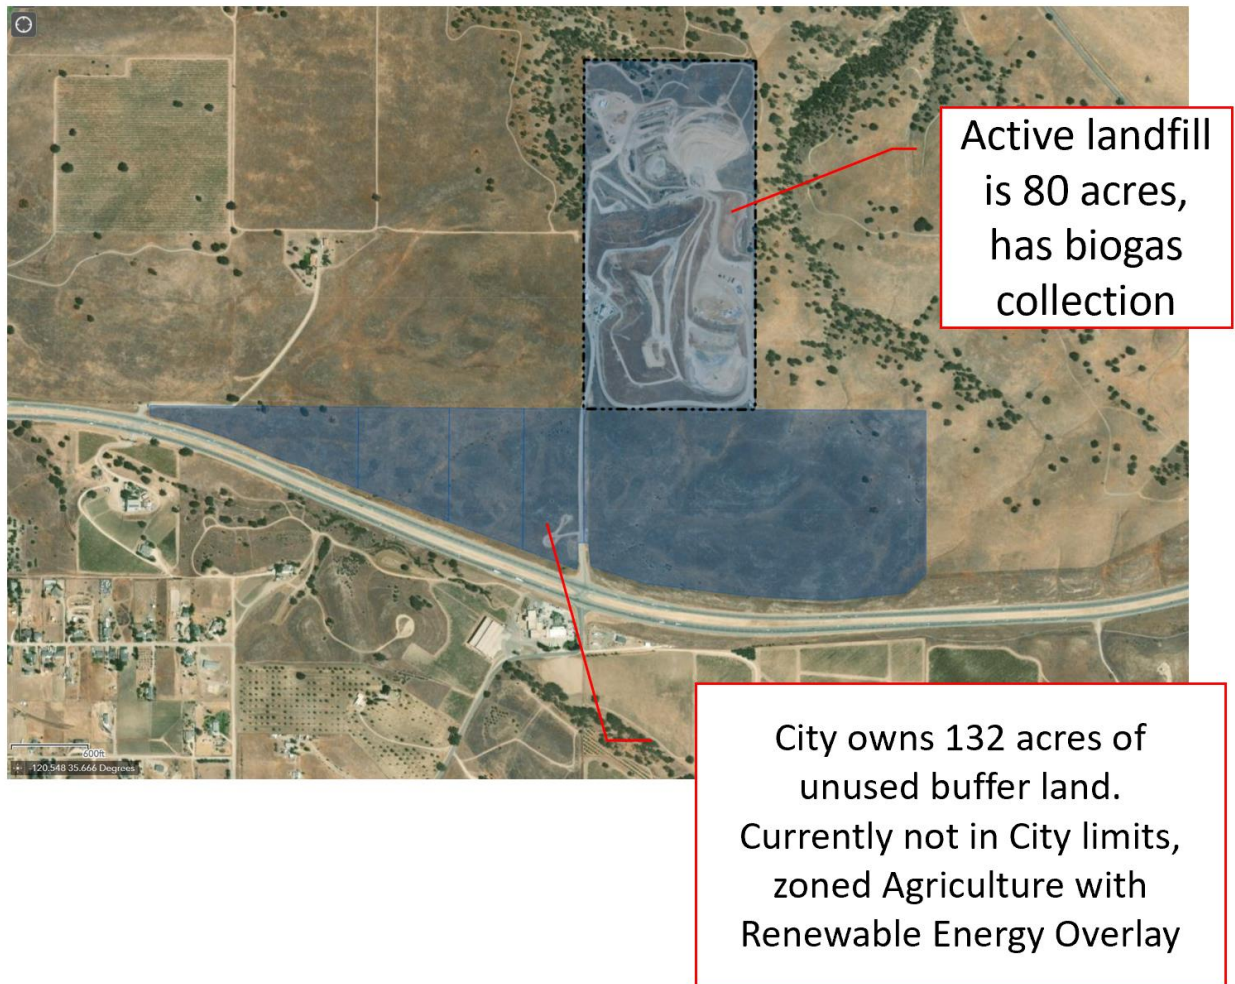 Active landfill
is 80 acres,
has biogas
collection
City owns 132 acres of
unused buffer land.
Currently not in City limits,
zoned Agriculture with
Renewable Energy Overlay
600ft
-120.548 35.666 Degrees